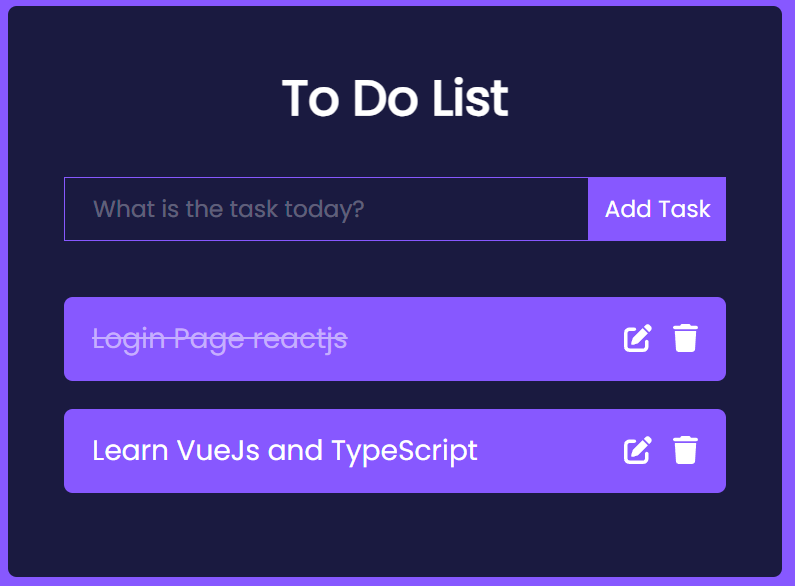 To Do List
What is the task today?
Add Task
Login Page reactjs
Learn VueJs and TypeScript